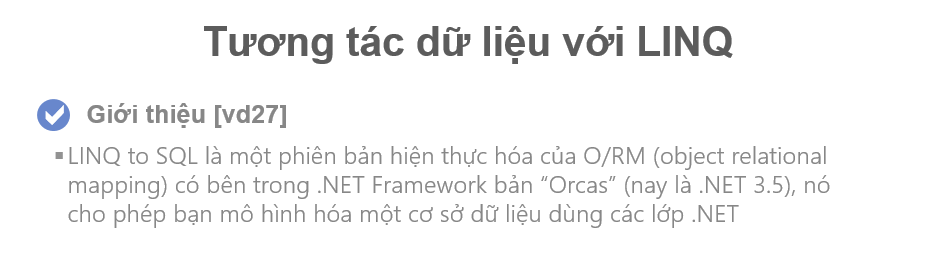 Tương tác dữ liệu với LINQ
Giới thiệu [vd27]
▪LINQ to SQL là một phiên bản hiện thực hóa của O/RM (object relational
mapping) có bên trong .NET Framework bản “Orcas” (nay là .NET 3.5), nó
cho phép bạn mô hình hóa một cơ sở dữ liệu dùng các lớp .NET